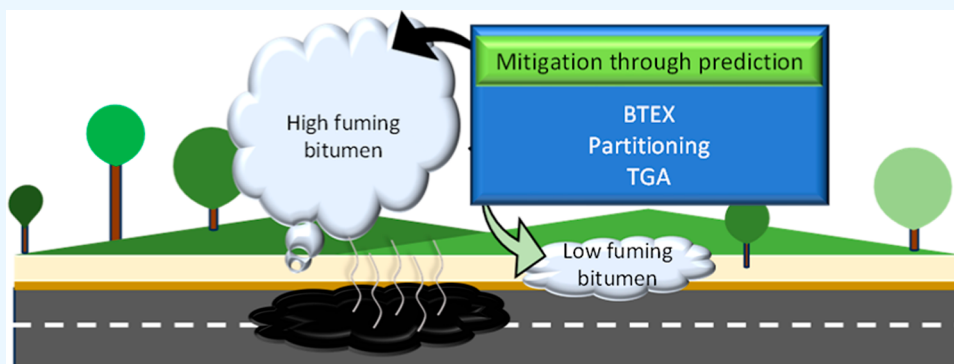 Mitigation through prediction
BTEX
Partitioning
TGA
High fuming
bitumen
Low fuming
bitumen